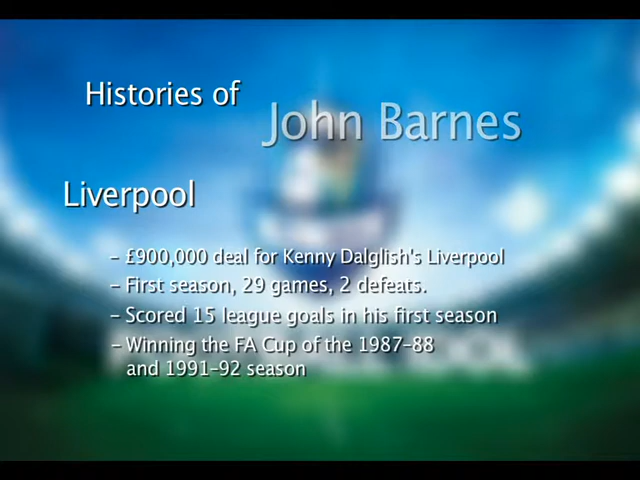 Histories of
John Barnes
Liverpool
– £900,000 deal for Kenny Dalglish's Liverpool
– First season, 29 games, 2 defeats.
– Scored 15 league goals in his first season
– Winning the FA Cup of the 1987–88
and 1991–92 season